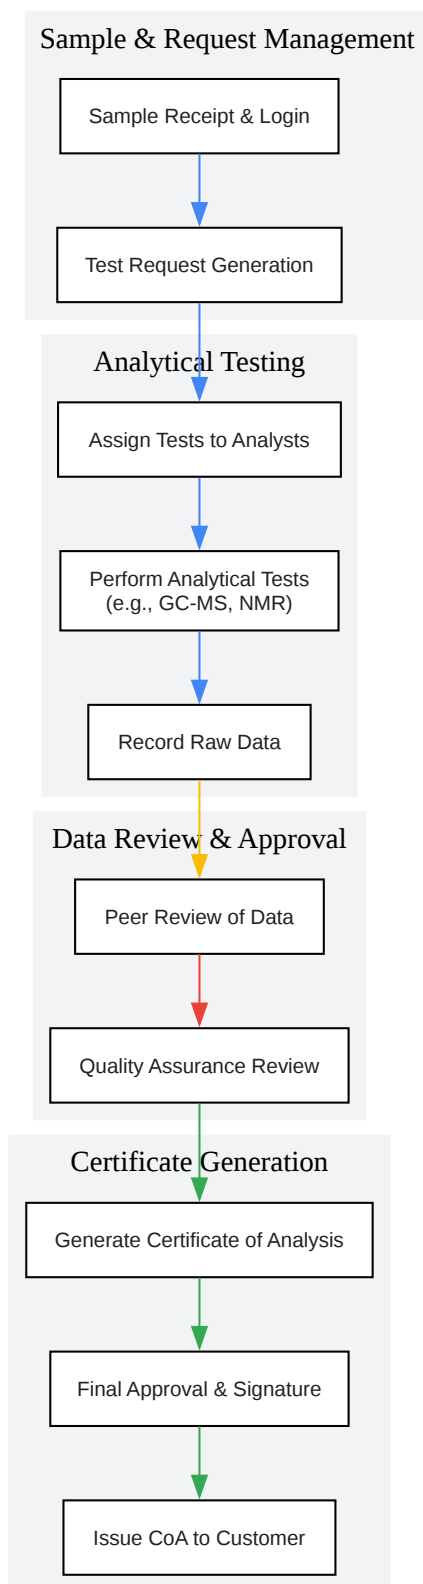 Sample & Request Management
Sample Receipt & Login
Test Request Generation
Analytical Testing
Assign Tests to Analysts
Perform Analytical Tests
(e.g., GC-MS, NMR)
Record Raw Data
Data Review & Approval
Peer Review of Data
Quality Assurance Review
Certificate Generation
Generate Certificate of Analysis
Final Approval & Signature
Issue CoA to Customer